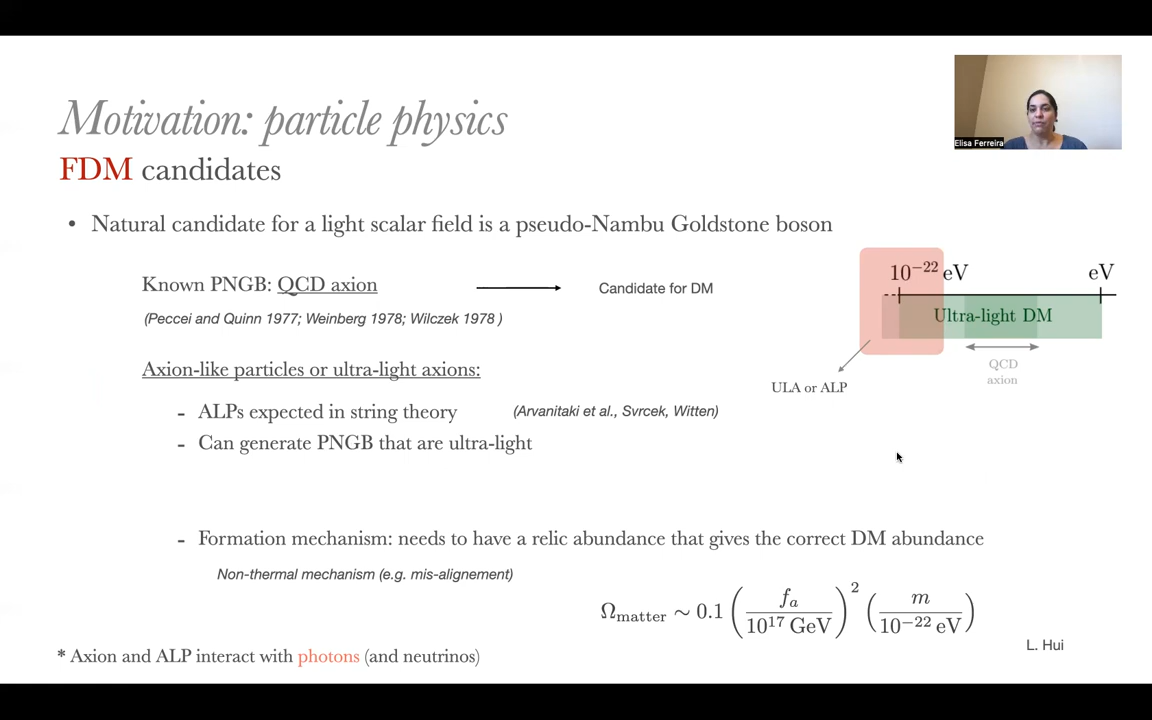 Motivation: particle physics
Elisa Ferreira
FDM candidates
• Natural candidate for a light scalar field is a pseudo-Nambu Goldstone boson
10⁻²² eV
eV
Known PNGB: QCD axion
Candidate for DM
Ultra-light DM
(Peccei and Quinn 1977; Weinberg 1978; Wilczek 1978 )
QCD
axion
Axion-like particles or ultra-light axions:
ULA or ALP
- ALPs expected in string theory
(Arvanitaki et al., Svrcek, Witten)
- Can generate PNGB that are ultra-light
- Formation mechanism: needs to have a relic abundance that gives the correct DM abundance
Non-thermal mechanism (e.g. mis-alignement)
Ω_matter ∼ 0.1 (f_a / 10¹⁷ GeV)² (m / 10⁻²² eV)
L. Hui
* Axion and ALP interact with photons (and neutrinos)